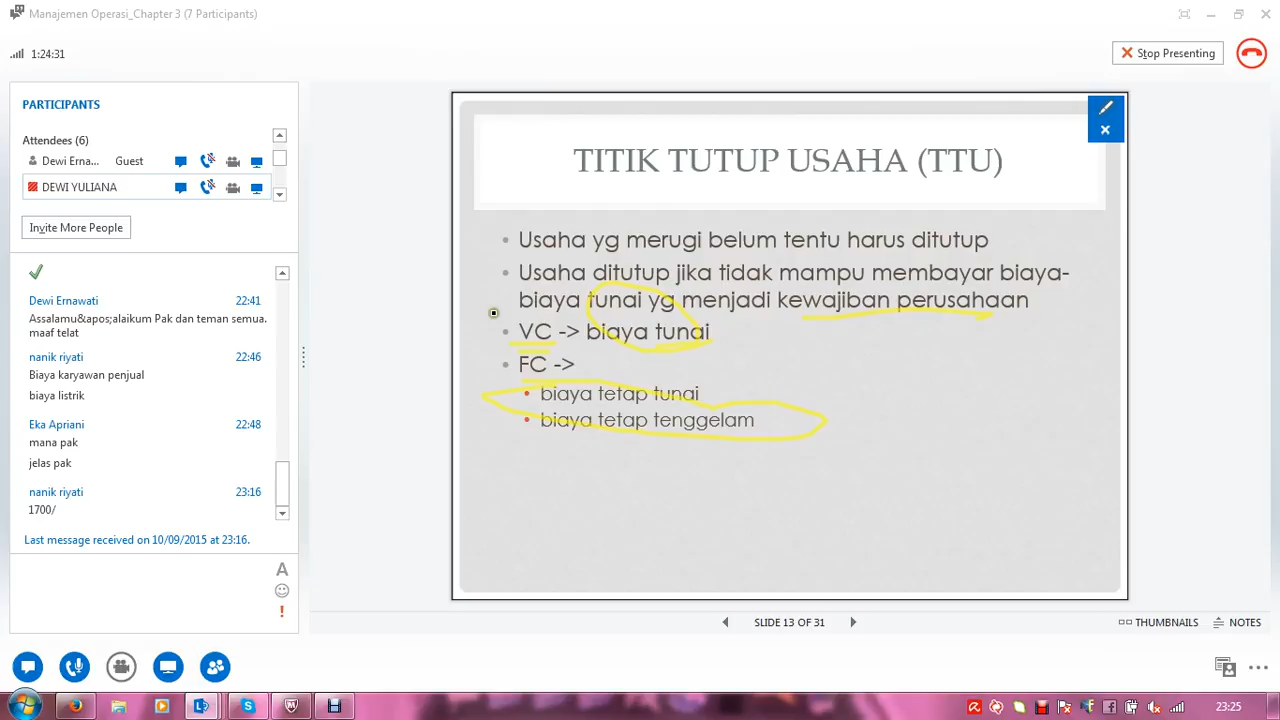 Manajemen Operasi_Chapter 3 (7 Participants)
1:24:31
Stop Presenting
PARTICIPANTS
Attendees (6)
Dewi Erna... Guest
DEWI YULIANA
Invite More People
Dewi Ernawati 22:41
Assalamu&apos;alaikum Pak dan teman semua.
maaf telat
nanik riyati 22:46
Biaya karyawan penjual
biaya listrik
Eka Apriani 22:48
mana pak
jelas pak
nanik riyati 23:16
1700/
Last message received on 10/09/2015 at 23:16.
A
!
TITIK TUTUP USAHA (TTU)
• Usaha yg merugi belum tentu harus ditutup
• Usaha ditutup jika tidak mampu membayar biaya-
biaya tunai yg menjadi kewajiban perusahaan
• VC -> biaya tunai
• FC ->
• biaya tetap tunai
• biaya tetap tenggelam
SLIDE 13 OF 31
THUMBNAILS
NOTES
23:25